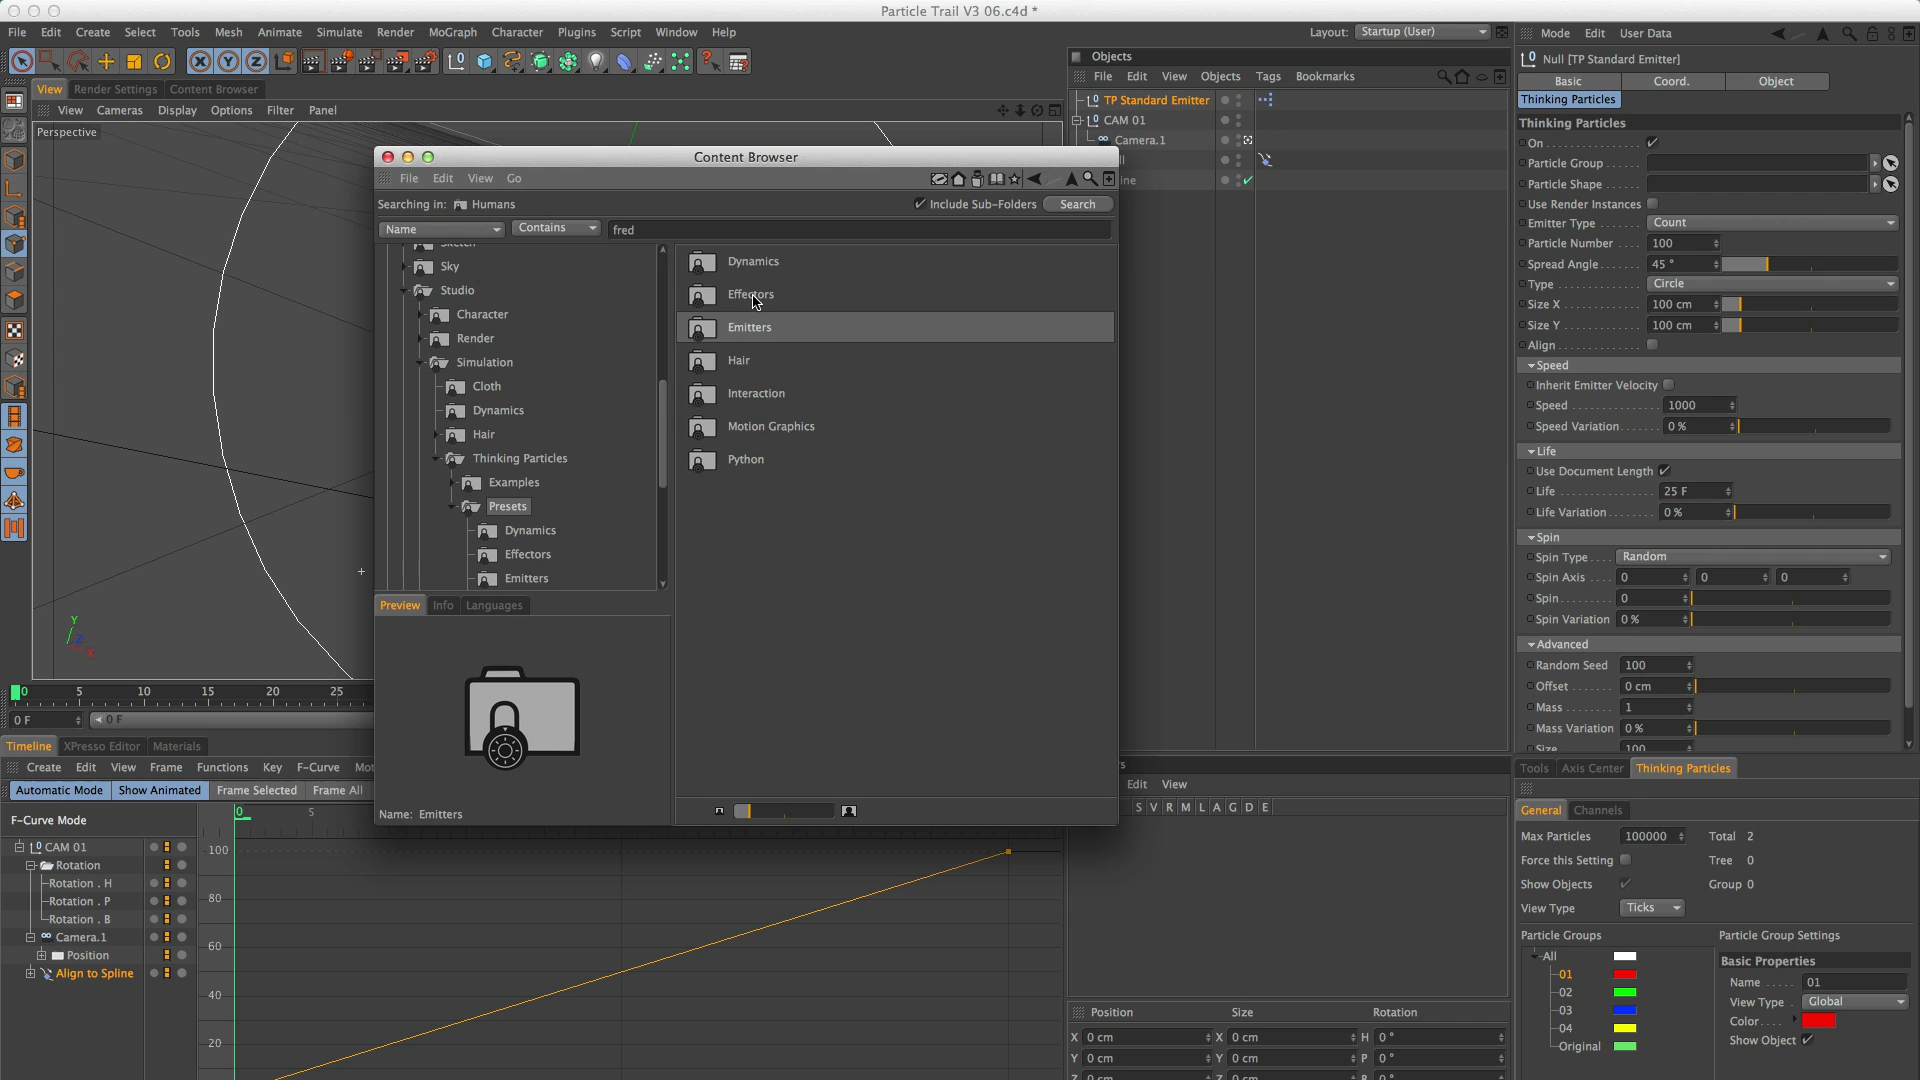 Particle Trail V3 06.c4d *
File Edit Create Select Tools Mesh Animate Simulate Render MoGraph Character Plugins Script Window Help
Layout: Startup (User)
View Render Settings Content Browser
View Cameras Display Options Filter Panel
Perspective
Objects
File Edit View Objects Tags Bookmarks
TP Standard Emitter
CAM 01
Camera.1
Content Browser
File Edit View Go
Searching in: Humans
Include Sub-Folders Search
Name Contains fred
Sky
Studio
Character
Render
Simulation
Cloth
Dynamics
Hair
Thinking Particles
Examples
Presets
Dynamics
Effectors
Emitters
Dynamics
Effectors
Emitters
Hair
Interaction
Motion Graphics
Python
Preview Info Languages
Name: Emitters
Mode Edit User Data
Null [TP Standard Emitter]
Basic Coord. Object
Thinking Particles
Thinking Particles
On
Particle Group
Particle Shape
Use Render Instances
Emitter Type Count
Particle Number 100
Spread Angle 45 °
Type Circle
Size X 100 cm
Size Y 100 cm
Align
Speed
Inherit Emitter Velocity
Speed 1000
Speed Variation 0 %
Life
Use Document Length
Life 25 F
Life Variation 0 %
Spin
Spin Type Random
Spin Axis 0 0 0
Spin 0
Spin Variation 0 %
Advanced
Random Seed 100
Offset 0 cm
Mass 1
Mass Variation 0 %
Size 100
0 5 10 15 20 25
0 F 0 F
Timeline XPresso Editor Materials
Create Edit View Frame Functions Key F-Curve
Automatic Mode Show Animated Frame Selected Frame All
F-Curve Mode
0 5
CAM 01
Rotation
Rotation . H
Rotation . P
Rotation . B
Camera.1
Position
Align to Spline
100
80
60
40
20
Edit View
S V R M L A G D E
Position Size Rotation
X 0 cm X 0 cm H 0 °
Y 0 cm Y 0 cm P 0 °
Tools Axis Center Thinking Particles
General Channels
Max Particles 100000 Total 2
Force this Setting Tree 0
Show Objects Group 0
View Type Ticks
Particle Groups
All
01
02
03
04
Original
Particle Group Settings
Basic Properties
Name 01
View Type Global
Color
Show Object